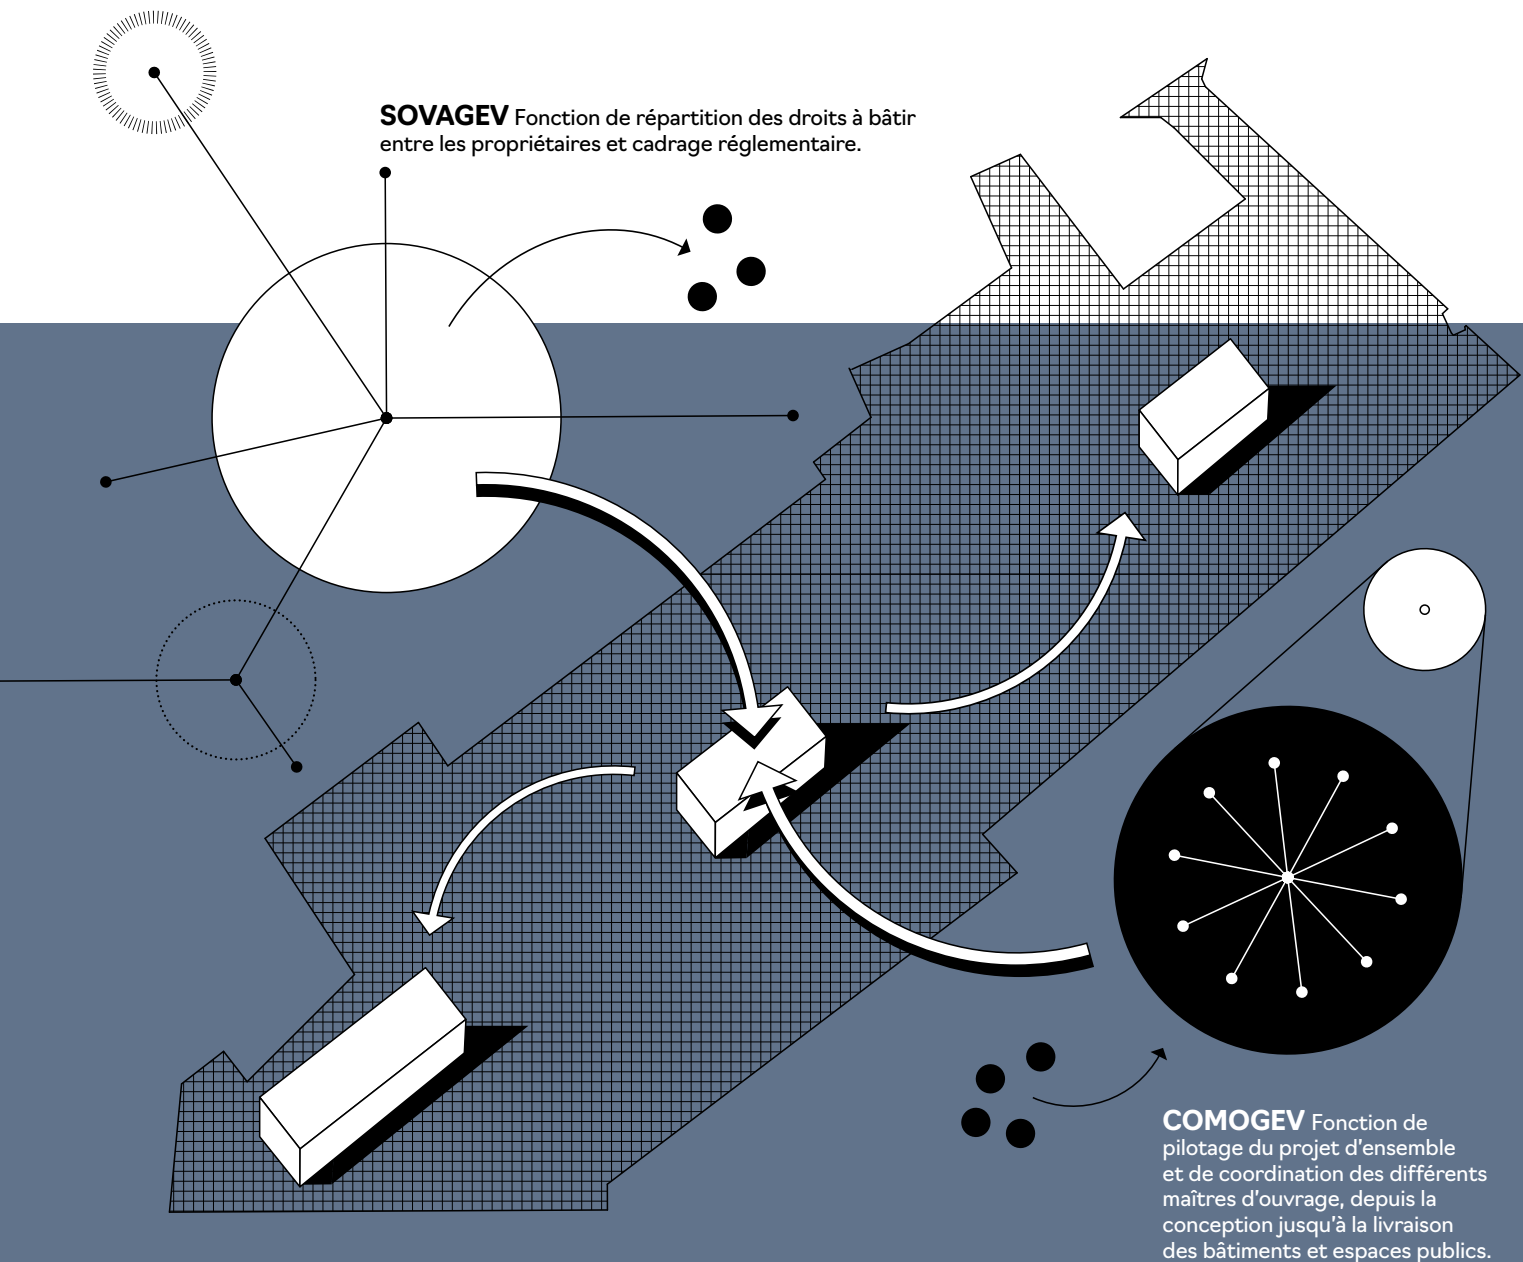 SOVAGEV Fonction de répartition des droits à bâtir
entre les propriétaires et cadrage réglementaire.
COMOGEV Fonction de
pilotage du projet d'ensemble
et de coordination des différents
maîtres d'ouvrage, depuis la
conception jusqu'à la livraison
des bâtiments et espaces publics.